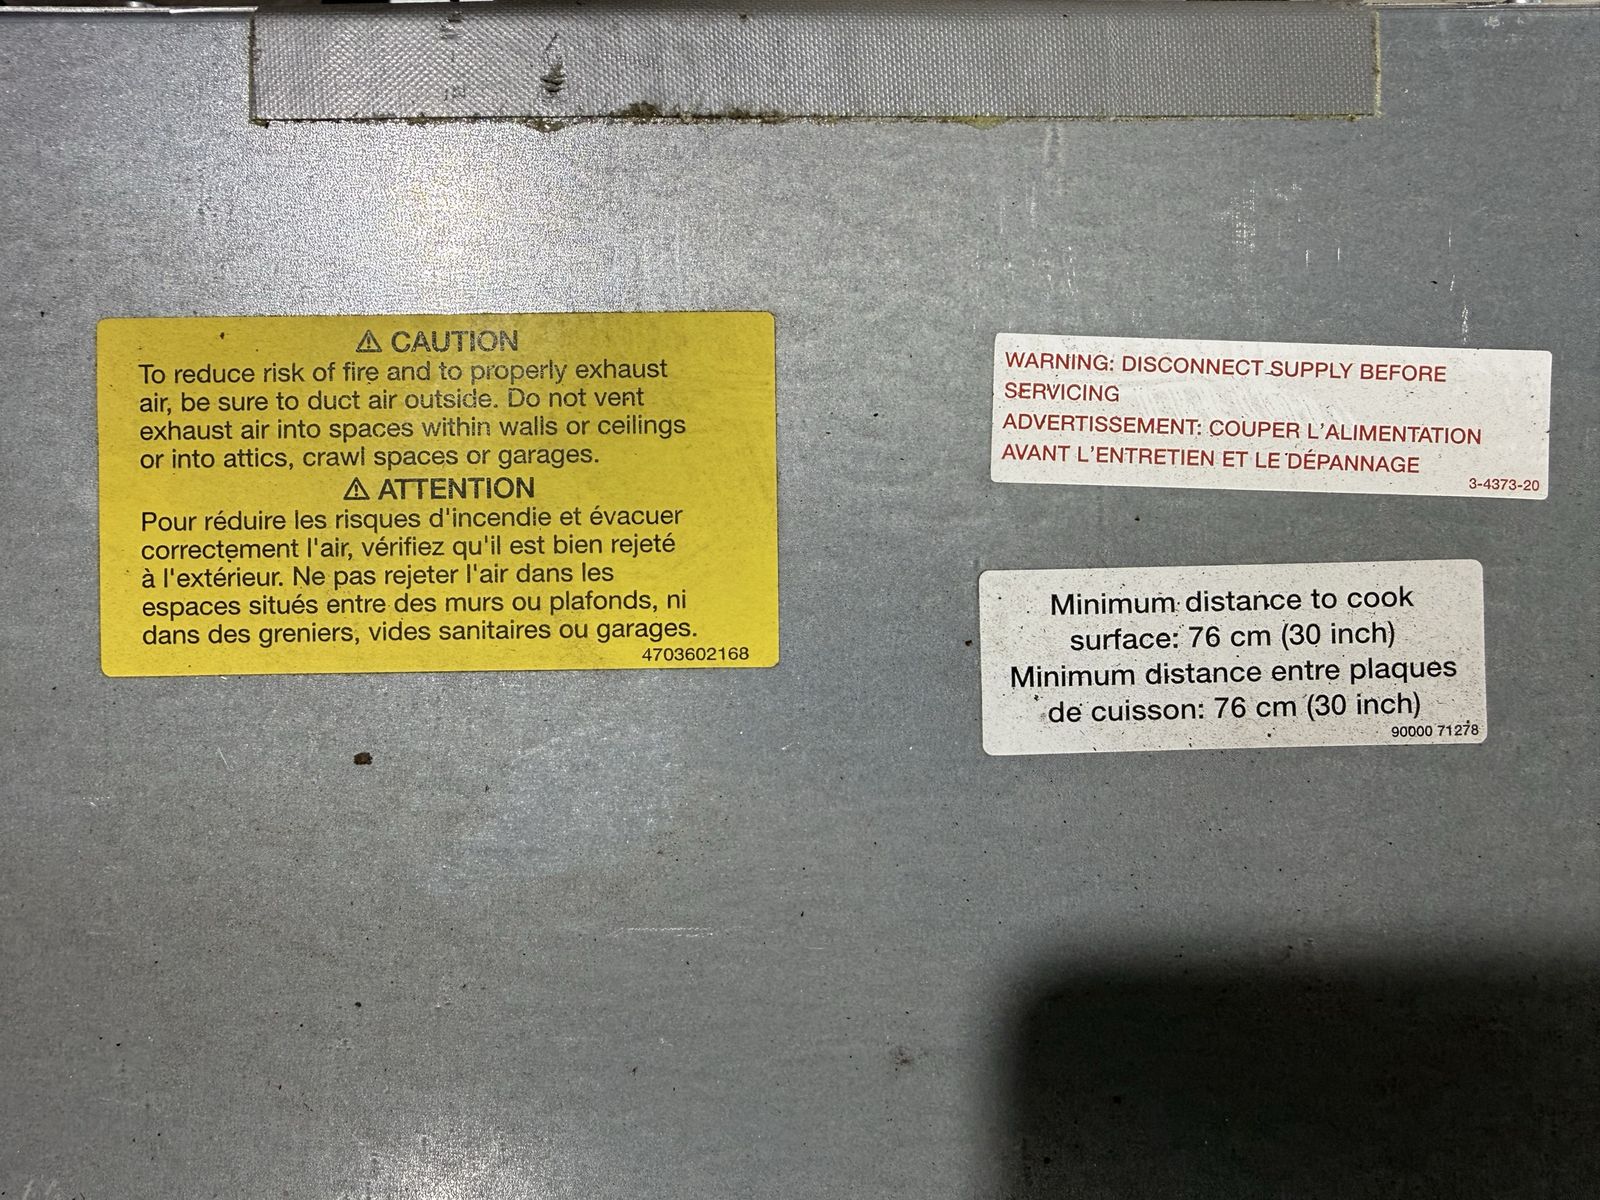 ⚠ CAUTION
To reduce risk of fire and to properly exhaust
air, be sure to duct air outside. Do not vent
exhaust air into spaces within walls or ceilings
or into attics, crawl spaces or garages.
⚠ ATTENTION
Pour réduire les risques d'incendie et évacuer
correctement l'air, vérifiez qu'il est bien rejeté
à l'extérieur. Ne pas rejeter l'air dans les
espaces situés entre des murs ou plafonds, ni
dans des greniers, vides sanitaires ou garages.
4703602168
WARNING: DISCONNECT SUPPLY BEFORE
SERVICING
ADVERTISSEMENT: COUPER L'ALIMENTATION
AVANT L'ENTRETIEN ET LE DÉPANNAGE
3-4373-20
Minimum distance to cook
surface: 76 cm (30 inch)
Minimum distance entre plaques
de cuisson: 76 cm (30 inch)
90000 71278